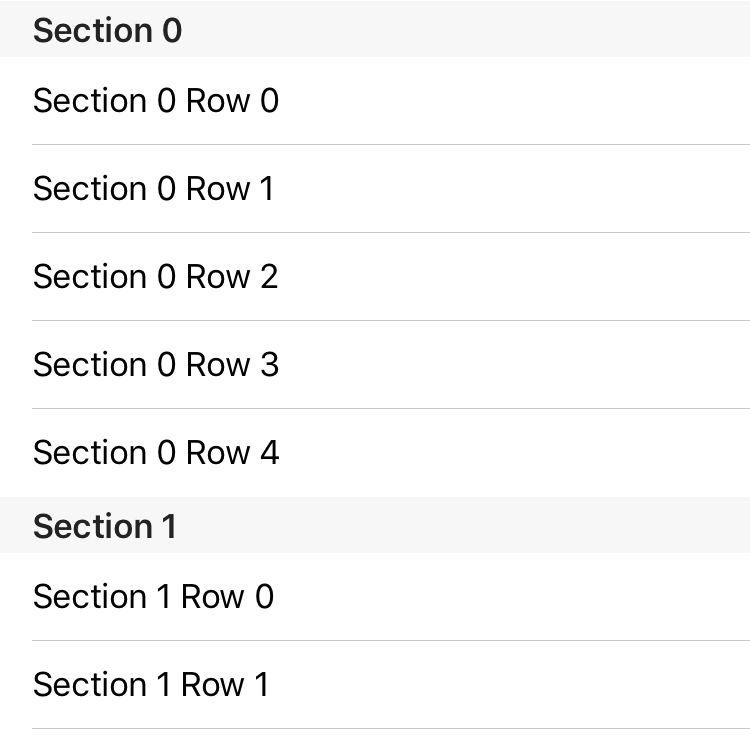 Section 0
Section 0 Row 0
Section 0 Row 1
Section 0 Row 2
Section 0 Row 3
Section 0 Row 4
Section 1
Section 1 Row 0
Section 1 Row 1